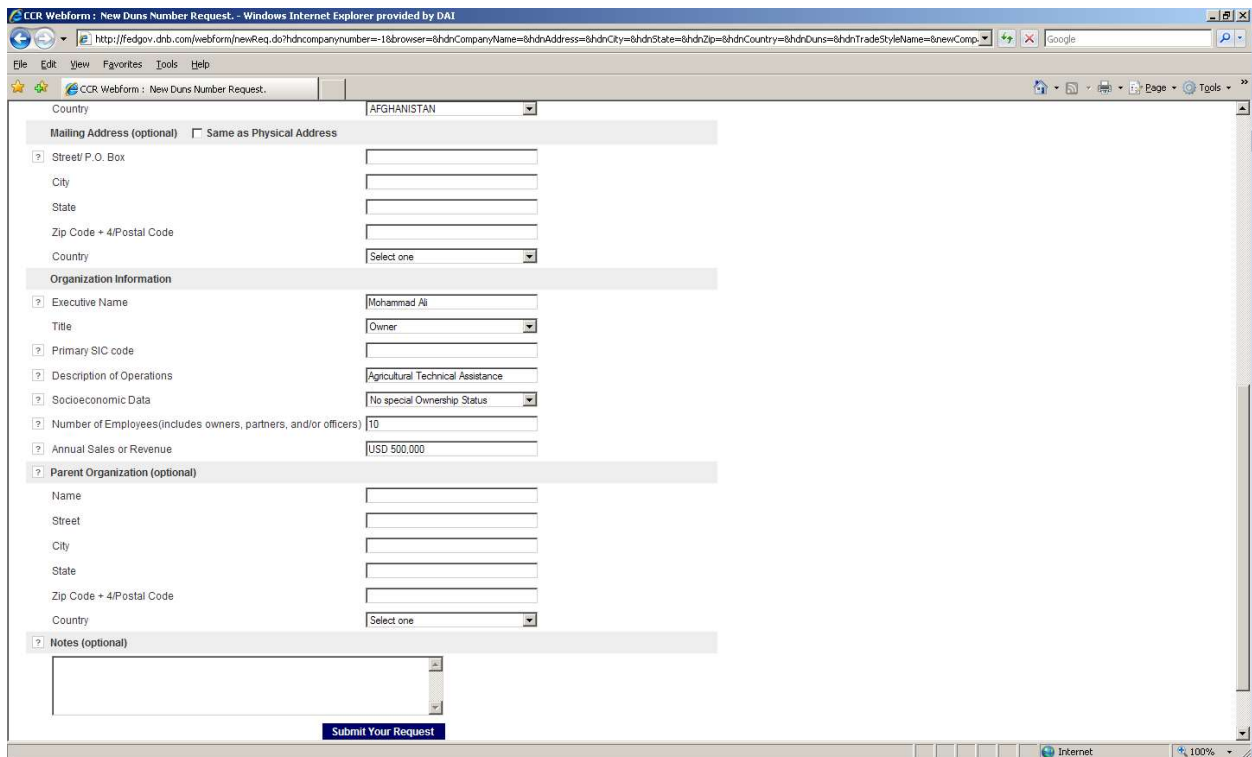 CCR Webform : New Duns Number Request. - Windows Internet Explorer provided by DAI
http://fedgov.dnb.com/webform/newReq.do?hdncompanynumber=-1&browser=&hdnCompanyName=&hdnAddress=&hdnCity=&hdnState=&hdnZip=&hdnCountry=&hdnDuns=&hdnTradeStyleName=&newComp Google
File Edit View Favorites Tools Help
CCR Webform : New Duns Number Request. Page Tools
Country AFGHANISTAN
Mailing Address (optional) Same as Physical Address
? Street/ P.O. Box
City
State
Zip Code + 4/Postal Code
Country Select one
Organization Information
? Executive Name Mohammad Ali
Title Owner
? Primary SIC code
? Description of Operations Agricultural Technical Assistance
? Socioeconomic Data No special Ownership Status
? Number of Employees(includes owners, partners, and/or officers) 10
? Annual Sales or Revenue USD 500,000
? Parent Organization (optional)
Name
Street
City
State
Zip Code + 4/Postal Code
Country Select one
? Notes (optional)
Submit Your Request
Internet 100%